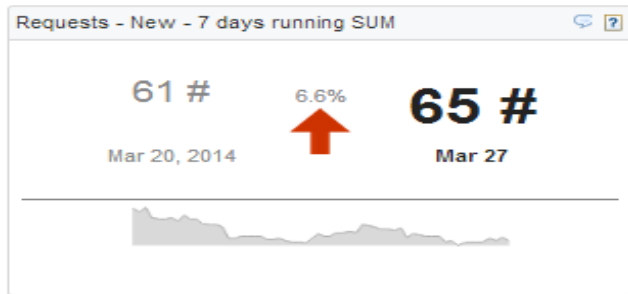 Requests - New - 7 days running SUM ?
61 # 6.6% 65 #
Mar 20, 2014 Mar 27